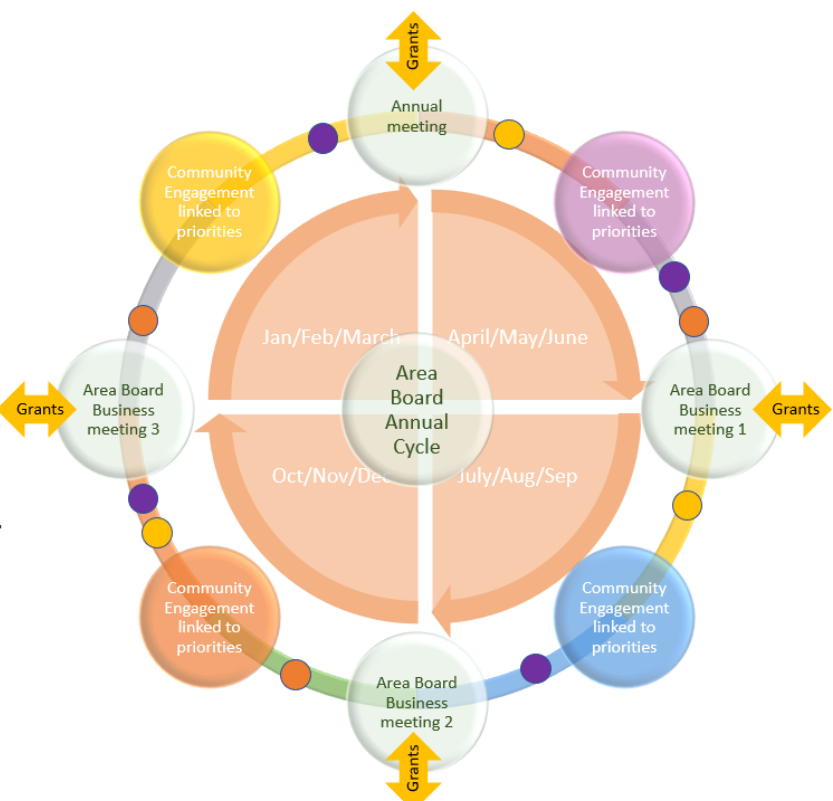 Grants
Annual
meeting
Community
Engagement
linked to
priorities
Community
Engagement
linked to
priorities
Jan/Feb/March
April/May/June
Area
Board
Annual
Cycle
Grants
Area Board
Business
meeting 3
Area Board
Business
meeting 1
Grants
Oct/Nov/Dec
July/Aug/Sep
Community
Engagement
linked to
priorities
Community
Engagement
linked to
priorities
Area Board
Business
meeting 2
Grants